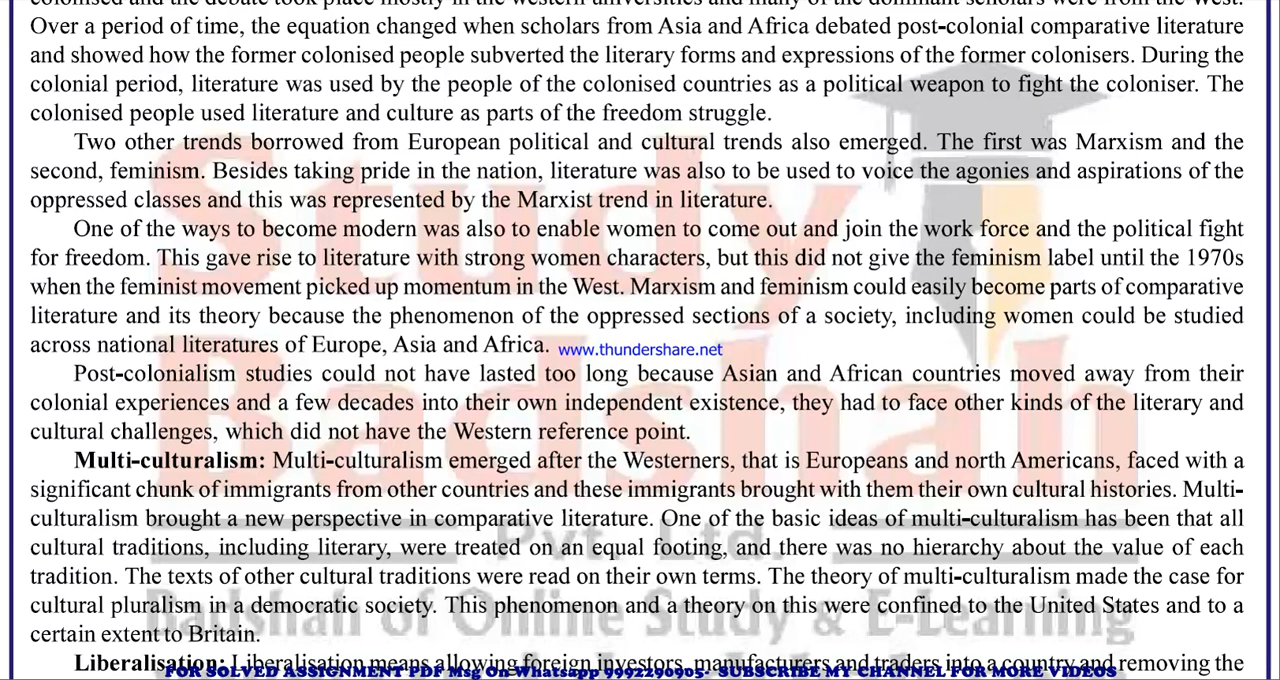 colonised and the debate took place mostly in the western universities and many of the dominant scholars were from the West.
Over a period of time, the equation changed when scholars from Asia and Africa debated post-colonial comparative literature
and showed how the former colonised people subverted the literary forms and expressions of the former colonisers. During the
colonial period, literature was used by the people of the colonised countries as a political weapon to fight the coloniser. The
colonised people used literature and culture as parts of the freedom struggle.
Two other trends borrowed from European political and cultural trends also emerged. The first was Marxism and the
second, feminism. Besides taking pride in the nation, literature was also to be used to voice the agonies and aspirations of the
oppressed classes and this was represented by the Marxist trend in literature.
One of the ways to become modern was also to enable women to come out and join the work force and the political fight
for freedom. This gave rise to literature with strong women characters, but this did not give the feminism label until the 1970s
when the feminist movement picked up momentum in the West. Marxism and feminism could easily become parts of comparative
literature and its theory because the phenomenon of the oppressed sections of a society, including women could be studied
across national literatures of Europe, Asia and Africa. www.thundershare.net
Post-colonialism studies could not have lasted too long because Asian and African countries moved away from their
colonial experiences and a few decades into their own independent existence, they had to face other kinds of the literary and
cultural challenges, which did not have the Western reference point.
Multi-culturalism: Multi-culturalism emerged after the Westerners, that is Europeans and north Americans, faced with a
significant chunk of immigrants from other countries and these immigrants brought with them their own cultural histories. Multi-
culturalism brought a new perspective in comparative literature. One of the basic ideas of multi-culturalism has been that all
cultural traditions, including literary, were treated on an equal footing, and there was no hierarchy about the value of each
tradition. The texts of other cultural traditions were read on their own terms. The theory of multi-culturalism made the case for
cultural pluralism in a democratic society. This phenomenon and a theory on this were confined to the United States and to a
certain extent to Britain.
Liberalisation: Liberalisation means allowing foreign investors, manufacturers and traders into a country and removing the
FOR SOLVED ASSIGNMENT PDF Msg On Whatsapp 9992290905- SUBSCRIBE MY CHANNEL FOR MORE VIDEOS
Study
Badshah
Pvt. Ltd.
Badshah of Online Study & E-Learning